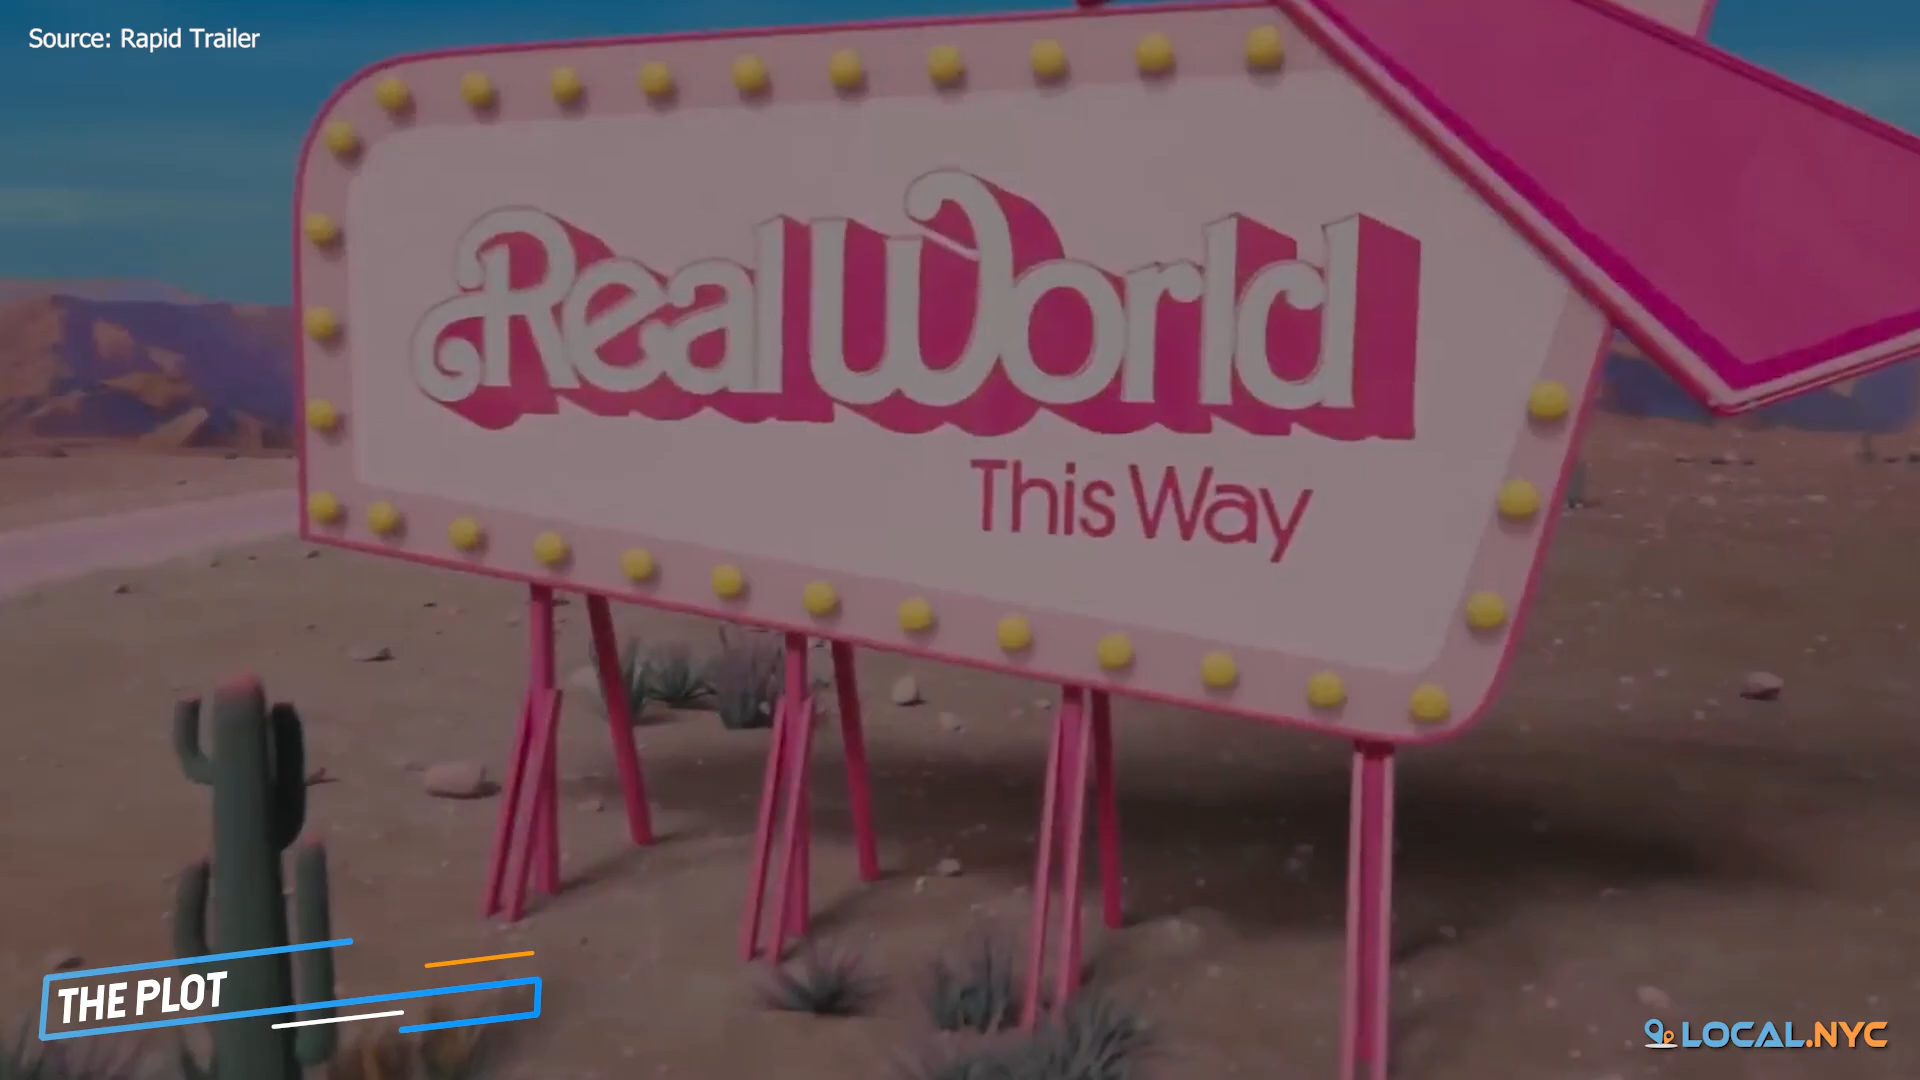 Source: Rapid Trailer
Real World
This Way
THE PLOT
LOCAL.NYC